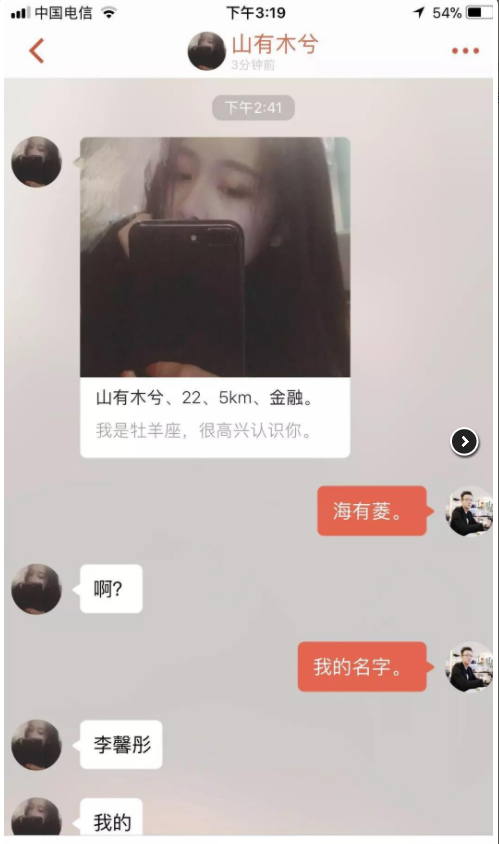 中国电信
下午3:19
54%
山有木兮
3分钟前
下午2:41
山有木兮、22、5km、金融。
我是牡羊座，很高兴认识你。
海有菱。
啊？
我的名字。
李馨彤
我的